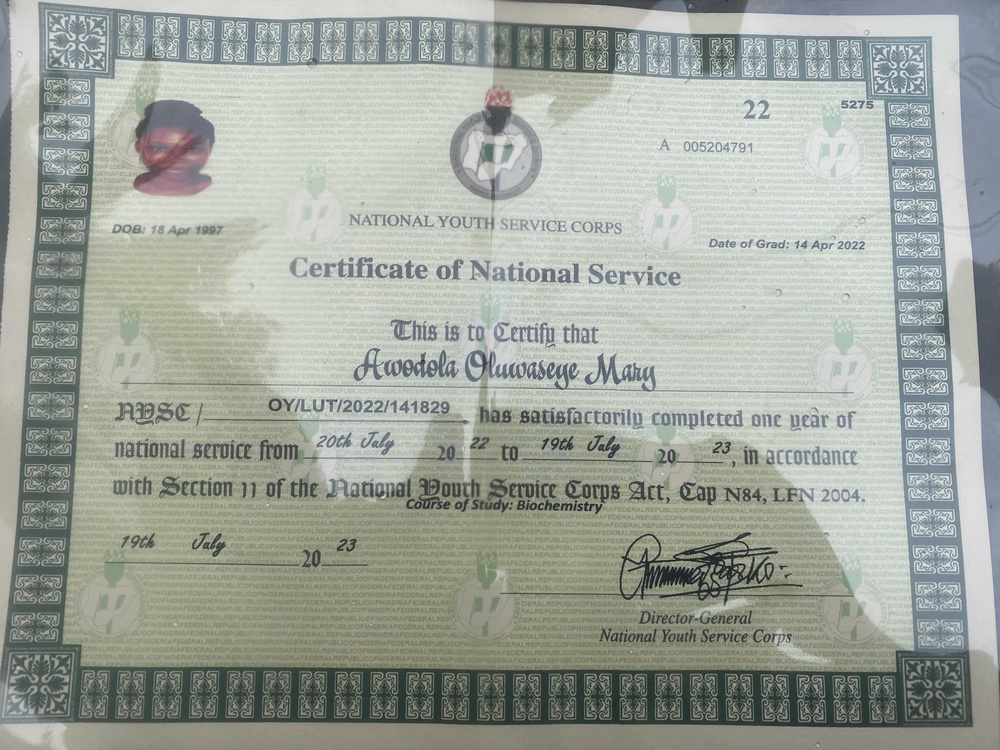 22
5275
A 005204791
NATIONAL YOUTH SERVICE CORPS
DOB: 18 Apr 1997
Date of Grad: 14 Apr 2022
Certificate of National Service
This is to Certify that
Awodola Oluwaseye Mary
NYSC / OY/LUT/2022/141829 has satisfactorily completed one year of
national service from 20th July 20 22 to 19th July 20 23, in accordance
with Section 11 of the National Youth Service Corps Act, Cap N84, LFN 2004.
Course of Study: Biochemistry
19th July 20 23
Director-General
National Youth Service Corps